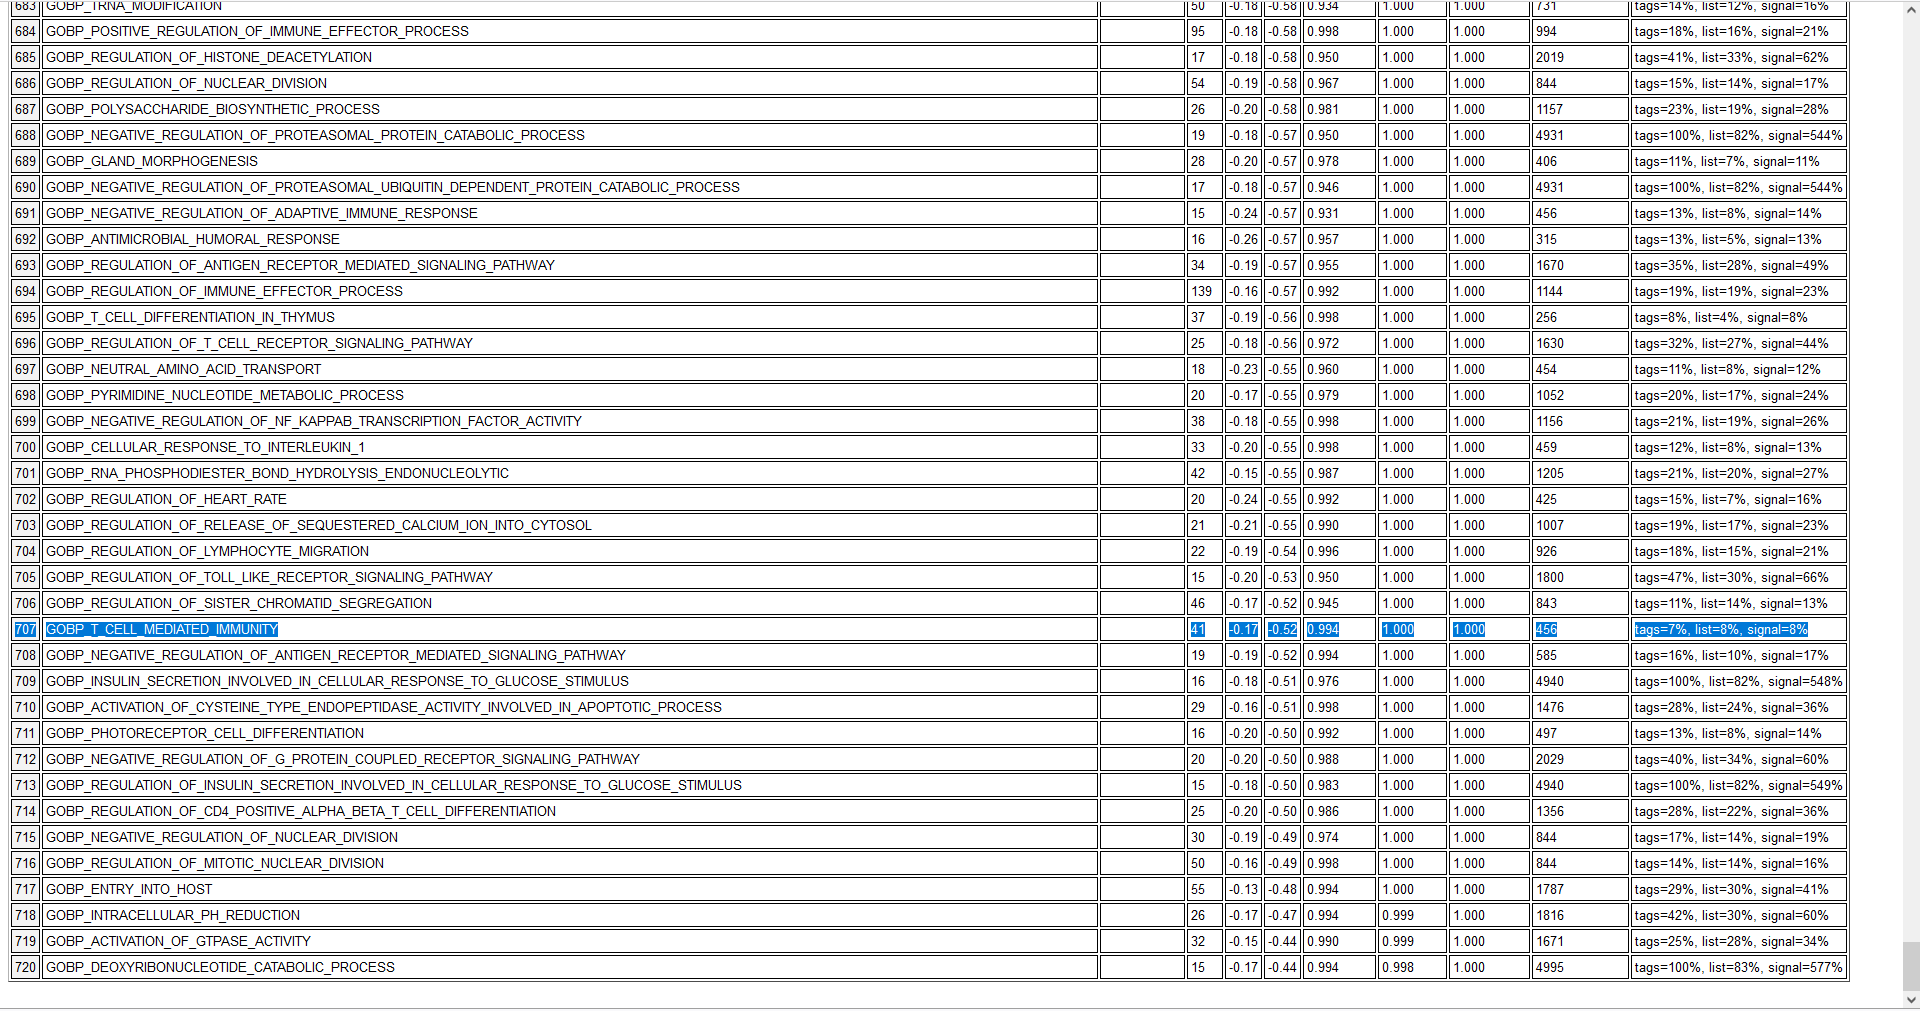 683 GOBP_TRNA_MODIFICATION 50 -0.18 -0.58 0.934 1.000 1.000 731 tags=14%, list=12%, signal=16%
684 GOBP_POSITIVE_REGULATION_OF_IMMUNE_EFFECTOR_PROCESS 95 -0.18 -0.58 0.998 1.000 1.000 994 tags=18%, list=16%, signal=21%
685 GOBP_REGULATION_OF_HISTONE_DEACETYLATION 17 -0.18 -0.58 0.950 1.000 1.000 2019 tags=41%, list=33%, signal=62%
686 GOBP_REGULATION_OF_NUCLEAR_DIVISION 54 -0.19 -0.58 0.967 1.000 1.000 844 tags=15%, list=14%, signal=17%
687 GOBP_POLYSACCHARIDE_BIOSYNTHETIC_PROCESS 26 -0.20 -0.58 0.981 1.000 1.000 1157 tags=23%, list=19%, signal=28%
688 GOBP_NEGATIVE_REGULATION_OF_PROTEASOMAL_PROTEIN_CATABOLIC_PROCESS 19 -0.18 -0.57 0.950 1.000 1.000 4931 tags=100%, list=82%, signal=544%
689 GOBP_GLAND_MORPHOGENESIS 28 -0.20 -0.57 0.978 1.000 1.000 406 tags=11%, list=7%, signal=11%
690 GOBP_NEGATIVE_REGULATION_OF_PROTEASOMAL_UBIQUITIN_DEPENDENT_PROTEIN_CATABOLIC_PROCESS 17 -0.18 -0.57 0.946 1.000 1.000 4931 tags=100%, list=82%, signal=544%
691 GOBP_NEGATIVE_REGULATION_OF_ADAPTIVE_IMMUNE_RESPONSE 15 -0.24 -0.57 0.931 1.000 1.000 456 tags=13%, list=8%, signal=14%
692 GOBP_ANTIMICROBIAL_HUMORAL_RESPONSE 16 -0.26 -0.57 0.957 1.000 1.000 315 tags=13%, list=5%, signal=13%
693 GOBP_REGULATION_OF_ANTIGEN_RECEPTOR_MEDIATED_SIGNALING_PATHWAY 34 -0.19 -0.57 0.955 1.000 1.000 1670 tags=35%, list=28%, signal=49%
694 GOBP_REGULATION_OF_IMMUNE_EFFECTOR_PROCESS 139 -0.16 -0.57 0.992 1.000 1.000 1144 tags=19%, list=19%, signal=23%
695 GOBP_T_CELL_DIFFERENTIATION_IN_THYMUS 37 -0.19 -0.56 0.998 1.000 1.000 256 tags=8%, list=4%, signal=8%
696 GOBP_REGULATION_OF_T_CELL_RECEPTOR_SIGNALING_PATHWAY 25 -0.18 -0.56 0.972 1.000 1.000 1630 tags=32%, list=27%, signal=44%
697 GOBP_NEUTRAL_AMINO_ACID_TRANSPORT 18 -0.23 -0.55 0.960 1.000 1.000 454 tags=11%, list=8%, signal=12%
698 GOBP_PYRIMIDINE_NUCLEOTIDE_METABOLIC_PROCESS 20 -0.17 -0.55 0.979 1.000 1.000 1052 tags=20%, list=17%, signal=24%
699 GOBP_NEGATIVE_REGULATION_OF_NF_KAPPAB_TRANSCRIPTION_FACTOR_ACTIVITY 38 -0.18 -0.55 0.998 1.000 1.000 1156 tags=21%, list=19%, signal=26%
700 GOBP_CELLULAR_RESPONSE_TO_INTERLEUKIN_1 33 -0.20 -0.55 0.998 1.000 1.000 459 tags=12%, list=8%, signal=13%
701 GOBP_RNA_PHOSPHODIESTER_BOND_HYDROLYSIS_ENDONUCLEOLYTIC 42 -0.15 -0.55 0.987 1.000 1.000 1205 tags=21%, list=20%, signal=27%
702 GOBP_REGULATION_OF_HEART_RATE 20 -0.24 -0.55 0.992 1.000 1.000 425 tags=15%, list=7%, signal=16%
703 GOBP_REGULATION_OF_RELEASE_OF_SEQUESTERED_CALCIUM_ION_INTO_CYTOSOL 21 -0.21 -0.55 0.990 1.000 1.000 1007 tags=19%, list=17%, signal=23%
704 GOBP_REGULATION_OF_LYMPHOCYTE_MIGRATION 22 -0.19 -0.54 0.996 1.000 1.000 926 tags=18%, list=15%, signal=21%
705 GOBP_REGULATION_OF_TOLL_LIKE_RECEPTOR_SIGNALING_PATHWAY 15 -0.20 -0.53 0.950 1.000 1.000 1800 tags=47%, list=30%, signal=66%
706 GOBP_REGULATION_OF_SISTER_CHROMATID_SEGREGATION 46 -0.17 -0.52 0.945 1.000 1.000 843 tags=11%, list=14%, signal=13%
707 GOBP_T_CELL_MEDIATED_IMMUNITY 41 -0.17 -0.52 0.994 1.000 1.000 456 tags=7%, list=8%, signal=8%
708 GOBP_NEGATIVE_REGULATION_OF_ANTIGEN_RECEPTOR_MEDIATED_SIGNALING_PATHWAY 19 -0.19 -0.52 0.994 1.000 1.000 585 tags=16%, list=10%, signal=17%
709 GOBP_INSULIN_SECRETION_INVOLVED_IN_CELLULAR_RESPONSE_TO_GLUCOSE_STIMULUS 16 -0.18 -0.51 0.976 1.000 1.000 4940 tags=100%, list=82%, signal=548%
710 GOBP_ACTIVATION_OF_CYSTEINE_TYPE_ENDOPEPTIDASE_ACTIVITY_INVOLVED_IN_APOPTOTIC_PROCESS 29 -0.16 -0.51 0.998 1.000 1.000 1476 tags=28%, list=24%, signal=36%
711 GOBP_PHOTORECEPTOR_CELL_DIFFERENTIATION 16 -0.20 -0.50 0.992 1.000 1.000 497 tags=13%, list=8%, signal=14%
712 GOBP_NEGATIVE_REGULATION_OF_G_PROTEIN_COUPLED_RECEPTOR_SIGNALING_PATHWAY 20 -0.20 -0.50 0.988 1.000 1.000 2029 tags=40%, list=34%, signal=60%
713 GOBP_REGULATION_OF_INSULIN_SECRETION_INVOLVED_IN_CELLULAR_RESPONSE_TO_GLUCOSE_STIMULUS 15 -0.18 -0.50 0.983 1.000 1.000 4940 tags=100%, list=82%, signal=549%
714 GOBP_REGULATION_OF_CD4_POSITIVE_ALPHA_BETA_T_CELL_DIFFERENTIATION 25 -0.20 -0.50 0.986 1.000 1.000 1356 tags=28%, list=22%, signal=36%
715 GOBP_NEGATIVE_REGULATION_OF_NUCLEAR_DIVISION 30 -0.19 -0.49 0.974 1.000 1.000 844 tags=17%, list=14%, signal=19%
716 GOBP_REGULATION_OF_MITOTIC_NUCLEAR_DIVISION 50 -0.16 -0.49 0.998 1.000 1.000 844 tags=14%, list=14%, signal=16%
717 GOBP_ENTRY_INTO_HOST 55 -0.13 -0.48 0.994 1.000 1.000 1787 tags=29%, list=30%, signal=41%
718 GOBP_INTRACELLULAR_PH_REDUCTION 26 -0.17 -0.47 0.994 0.999 1.000 1816 tags=42%, list=30%, signal=60%
719 GOBP_ACTIVATION_OF_GTPASE_ACTIVITY 32 -0.15 -0.44 0.990 0.999 1.000 1671 tags=25%, list=28%, signal=34%
720 GOBP_DEOXYRIBONUCLEOTIDE_CATABOLIC_PROCESS 15 -0.17 -0.44 0.994 0.998 1.000 4995 tags=100%, list=83%, signal=577%